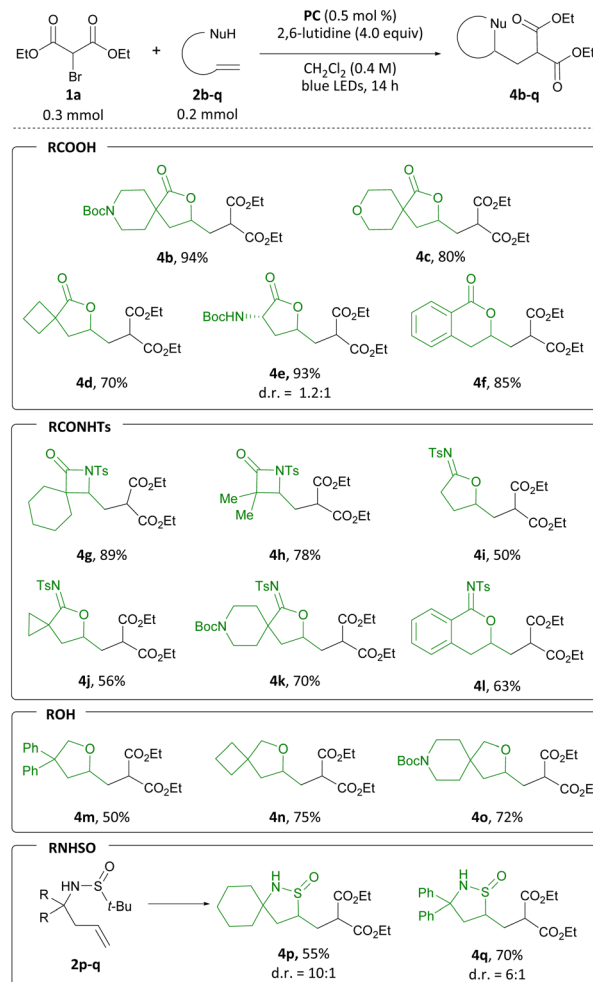 EtO
O
O
OEt
Br
1a
0.3 mmol
+
NuH
2b-q
0.2 mmol
PC (0.5 mol %)
2,6-lutidine (4.0 equiv)
CH2Cl2 (0.4 M)
blue LEDs, 14 h
Nu
O
OEt
OEt
O
4b-q
RCOOH
O
O
BocN
CO2Et
CO2Et
4b, 94%
O
O
O
CO2Et
CO2Et
4c, 80%
O
O
CO2Et
CO2Et
4d, 70%
O
O
BocHN
CO2Et
CO2Et
4e, 93%
d.r. = 1.2:1
O
O
CO2Et
CO2Et
4f, 85%
RCONHTs
O
NTs
CO2Et
CO2Et
4g, 89%
O
NTs
Me
Me
CO2Et
CO2Et
4h, 78%
TsN
O
CO2Et
CO2Et
4i, 50%
TsN
O
CO2Et
CO2Et
4j, 56%
TsN
O
BocN
CO2Et
CO2Et
4k, 70%
NTs
O
CO2Et
CO2Et
4l, 63%
ROH
Ph
Ph
O
CO2Et
CO2Et
4m, 50%
O
CO2Et
CO2Et
4n, 75%
BocN
O
CO2Et
CO2Et
4o, 72%
RNHSO
HN
S
O
t-Bu
R
R
2p-q
H
N
S
O
CO2Et
CO2Et
4p, 55%
d.r. = 10:1
H
N
S
O
Ph
Ph
CO2Et
CO2Et
4q, 70%
d.r. = 6:1